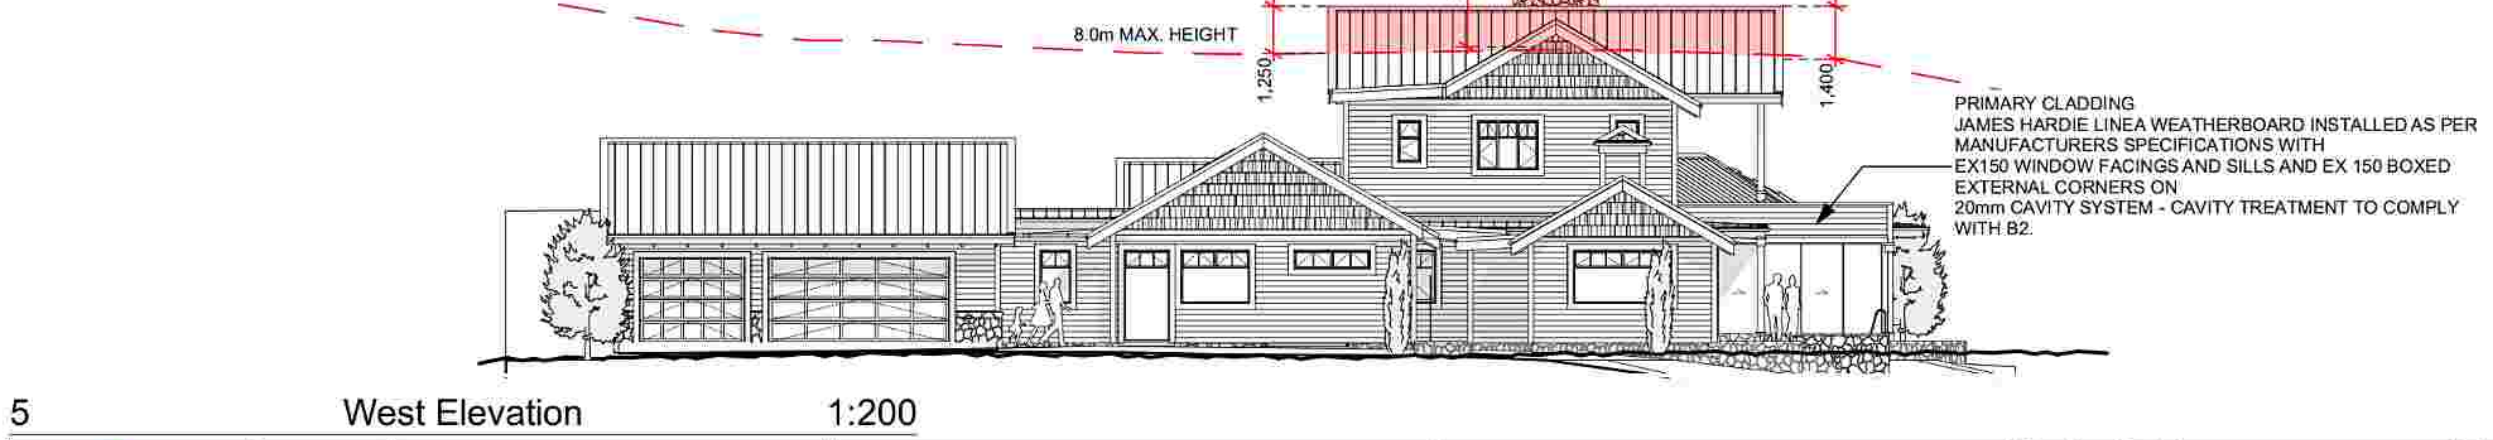 8.0m MAX. HEIGHT
1,250
1,400
PRIMARY CLADDING
JAMES HARDIE LINEA WEATHERBOARD INSTALLED AS PER
MANUFACTURERS SPECIFICATIONS WITH
EX150 WINDOW FACINGS AND SILLS AND EX 150 BOXED
EXTERNAL CORNERS ON
20mm CAVITY SYSTEM - CAVITY TREATMENT TO COMPLY
WITH B2.
5 West Elevation 1:200